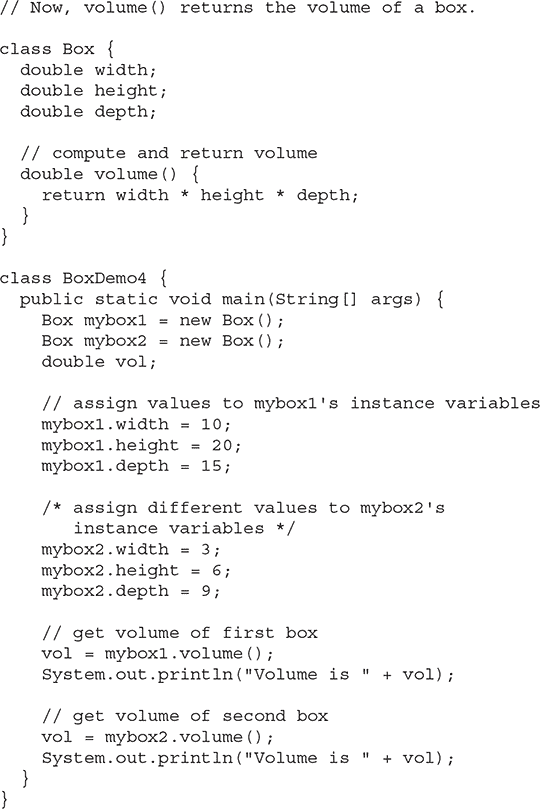 // Now, volume() returns the volume of a box.

class Box {
  double width;
  double height;
  double depth;

  // compute and return volume
  double volume() {
    return width * height * depth;
  }
}

class BoxDemo4 {
  public static void main(String[] args) {
    Box mybox1 = new Box();
    Box mybox2 = new Box();
    double vol;

    // assign values to mybox1's instance variables
    mybox1.width = 10;
    mybox1.height = 20;
    mybox1.depth = 15;

    /* assign different values to mybox2's
       instance variables */
    mybox2.width = 3;
    mybox2.height = 6;
    mybox2.depth = 9;

    // get volume of first box
    vol = mybox1.volume();
    System.out.println("Volume is " + vol);

    // get volume of second box
    vol = mybox2.volume();
    System.out.println("Volume is " + vol);
  }
}